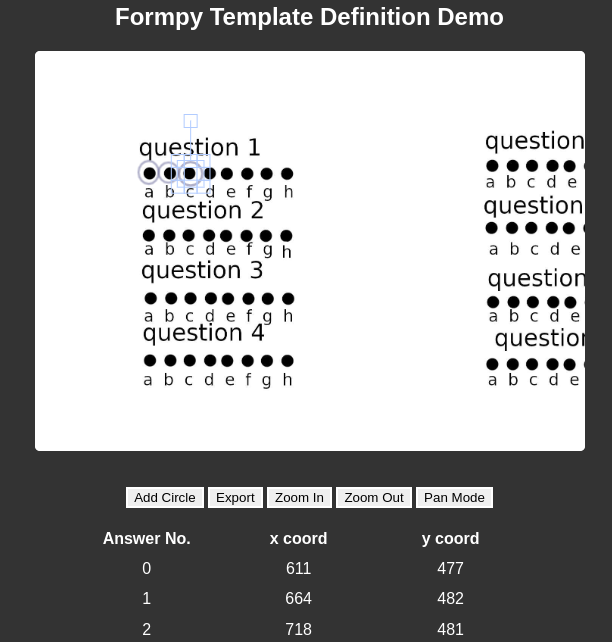 Formpy Template Definition Demo
question 1
a b c d e f g h
question 2
a b c d e f g h
question 3
a b c d e f g h
question 4
a b c d e f g h
question
a b c d e
question
a b c d e
question
a b c d e
question
a b c d e
Add Circle Export Zoom In Zoom Out Pan Mode
Answer No. x coord y coord
0 611 477
1 664 482
2 718 481